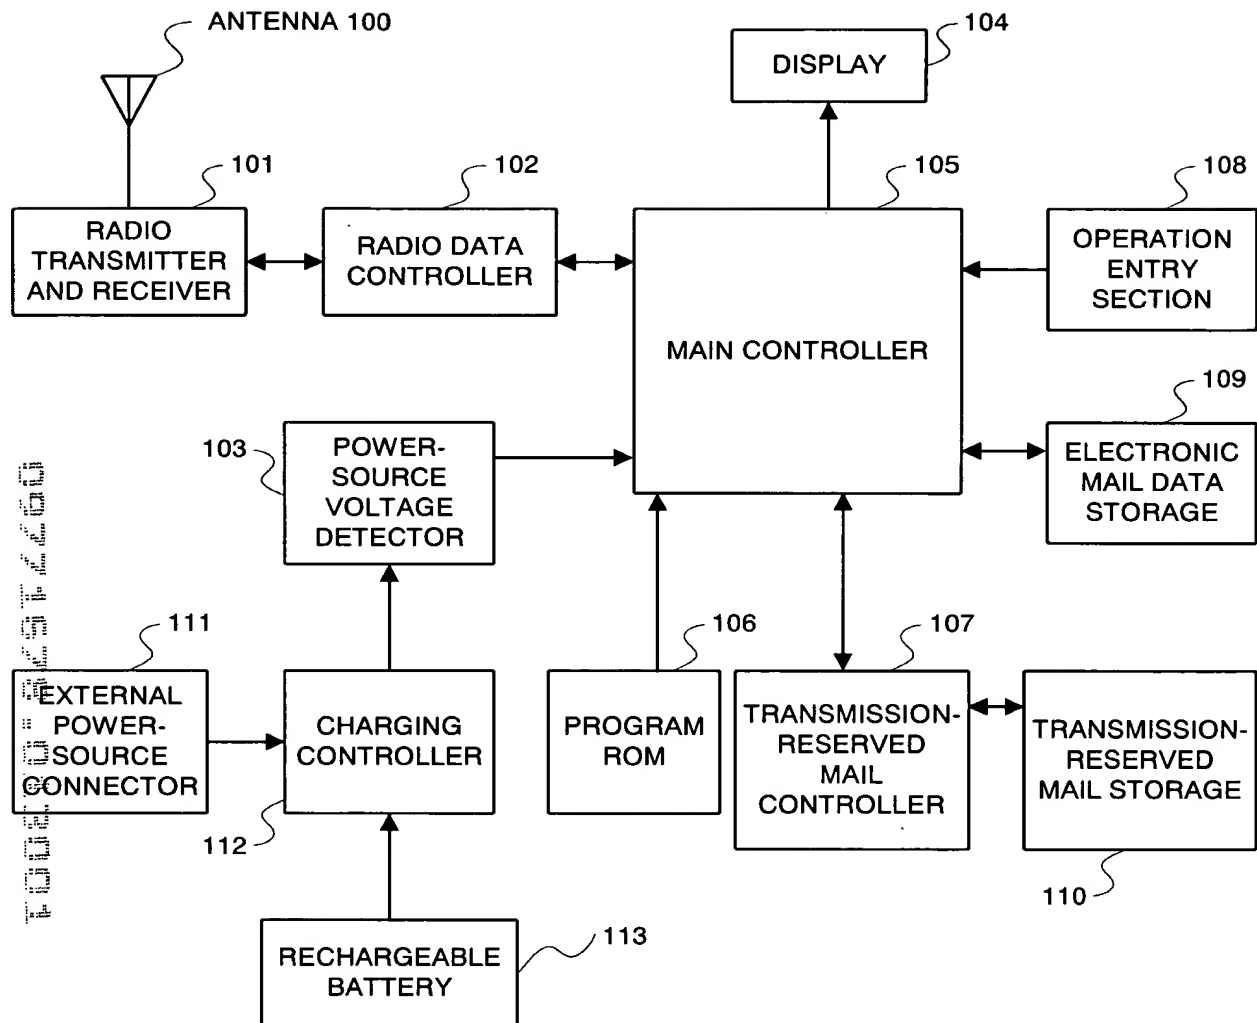 ANTENNA 100
104
DISPLAY
101
102
105
108
RADIO
TRANSMITTER
AND RECEIVER
RADIO DATA
CONTROLLER
MAIN CONTROLLER
OPERATION
ENTRY
SECTION
109
103
POWER-
SOURCE
VOLTAGE
DETECTOR
ELECTRONIC
MAIL DATA
STORAGE
111
106
107
EXTERNAL
POWER-
SOURCE
CONNECTOR
CHARGING
CONTROLLER
PROGRAM
ROM
TRANSMISSION-
RESERVED
MAIL
CONTROLLER
TRANSMISSION-
RESERVED
MAIL STORAGE
112
110
113
RECHARGEABLE
BATTERY